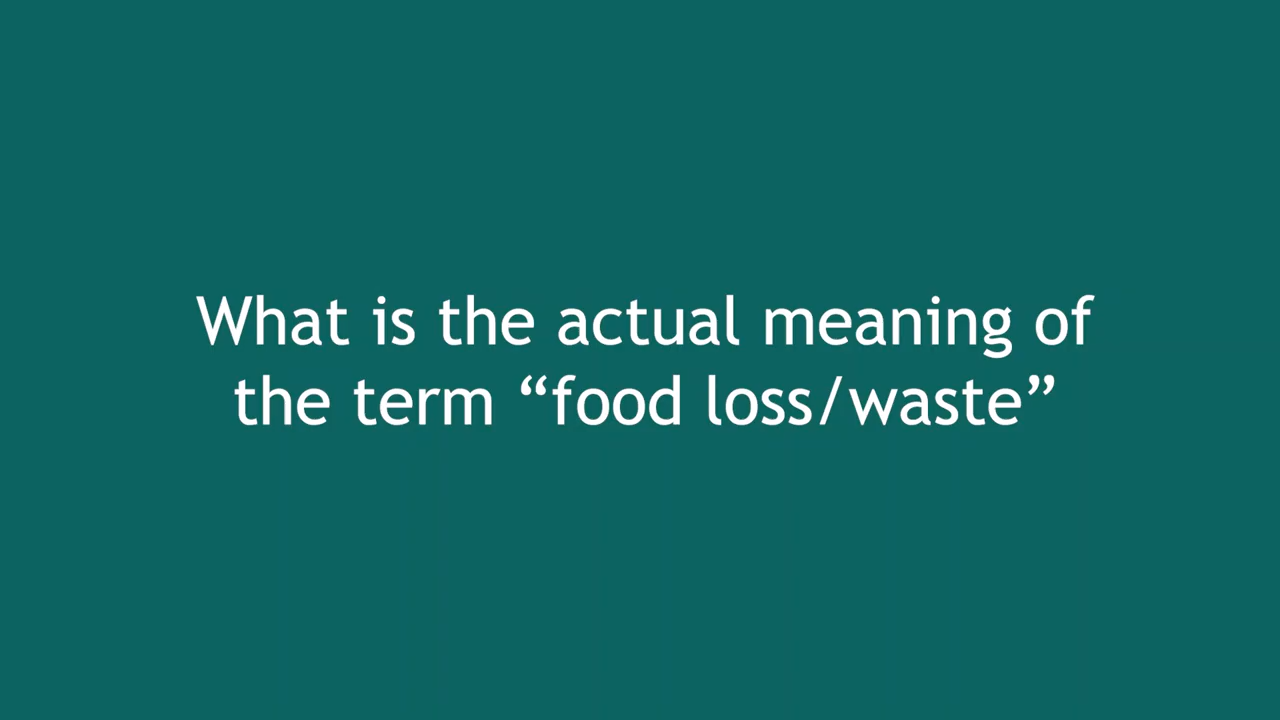 What is the actual meaning of
the term “food loss/waste”